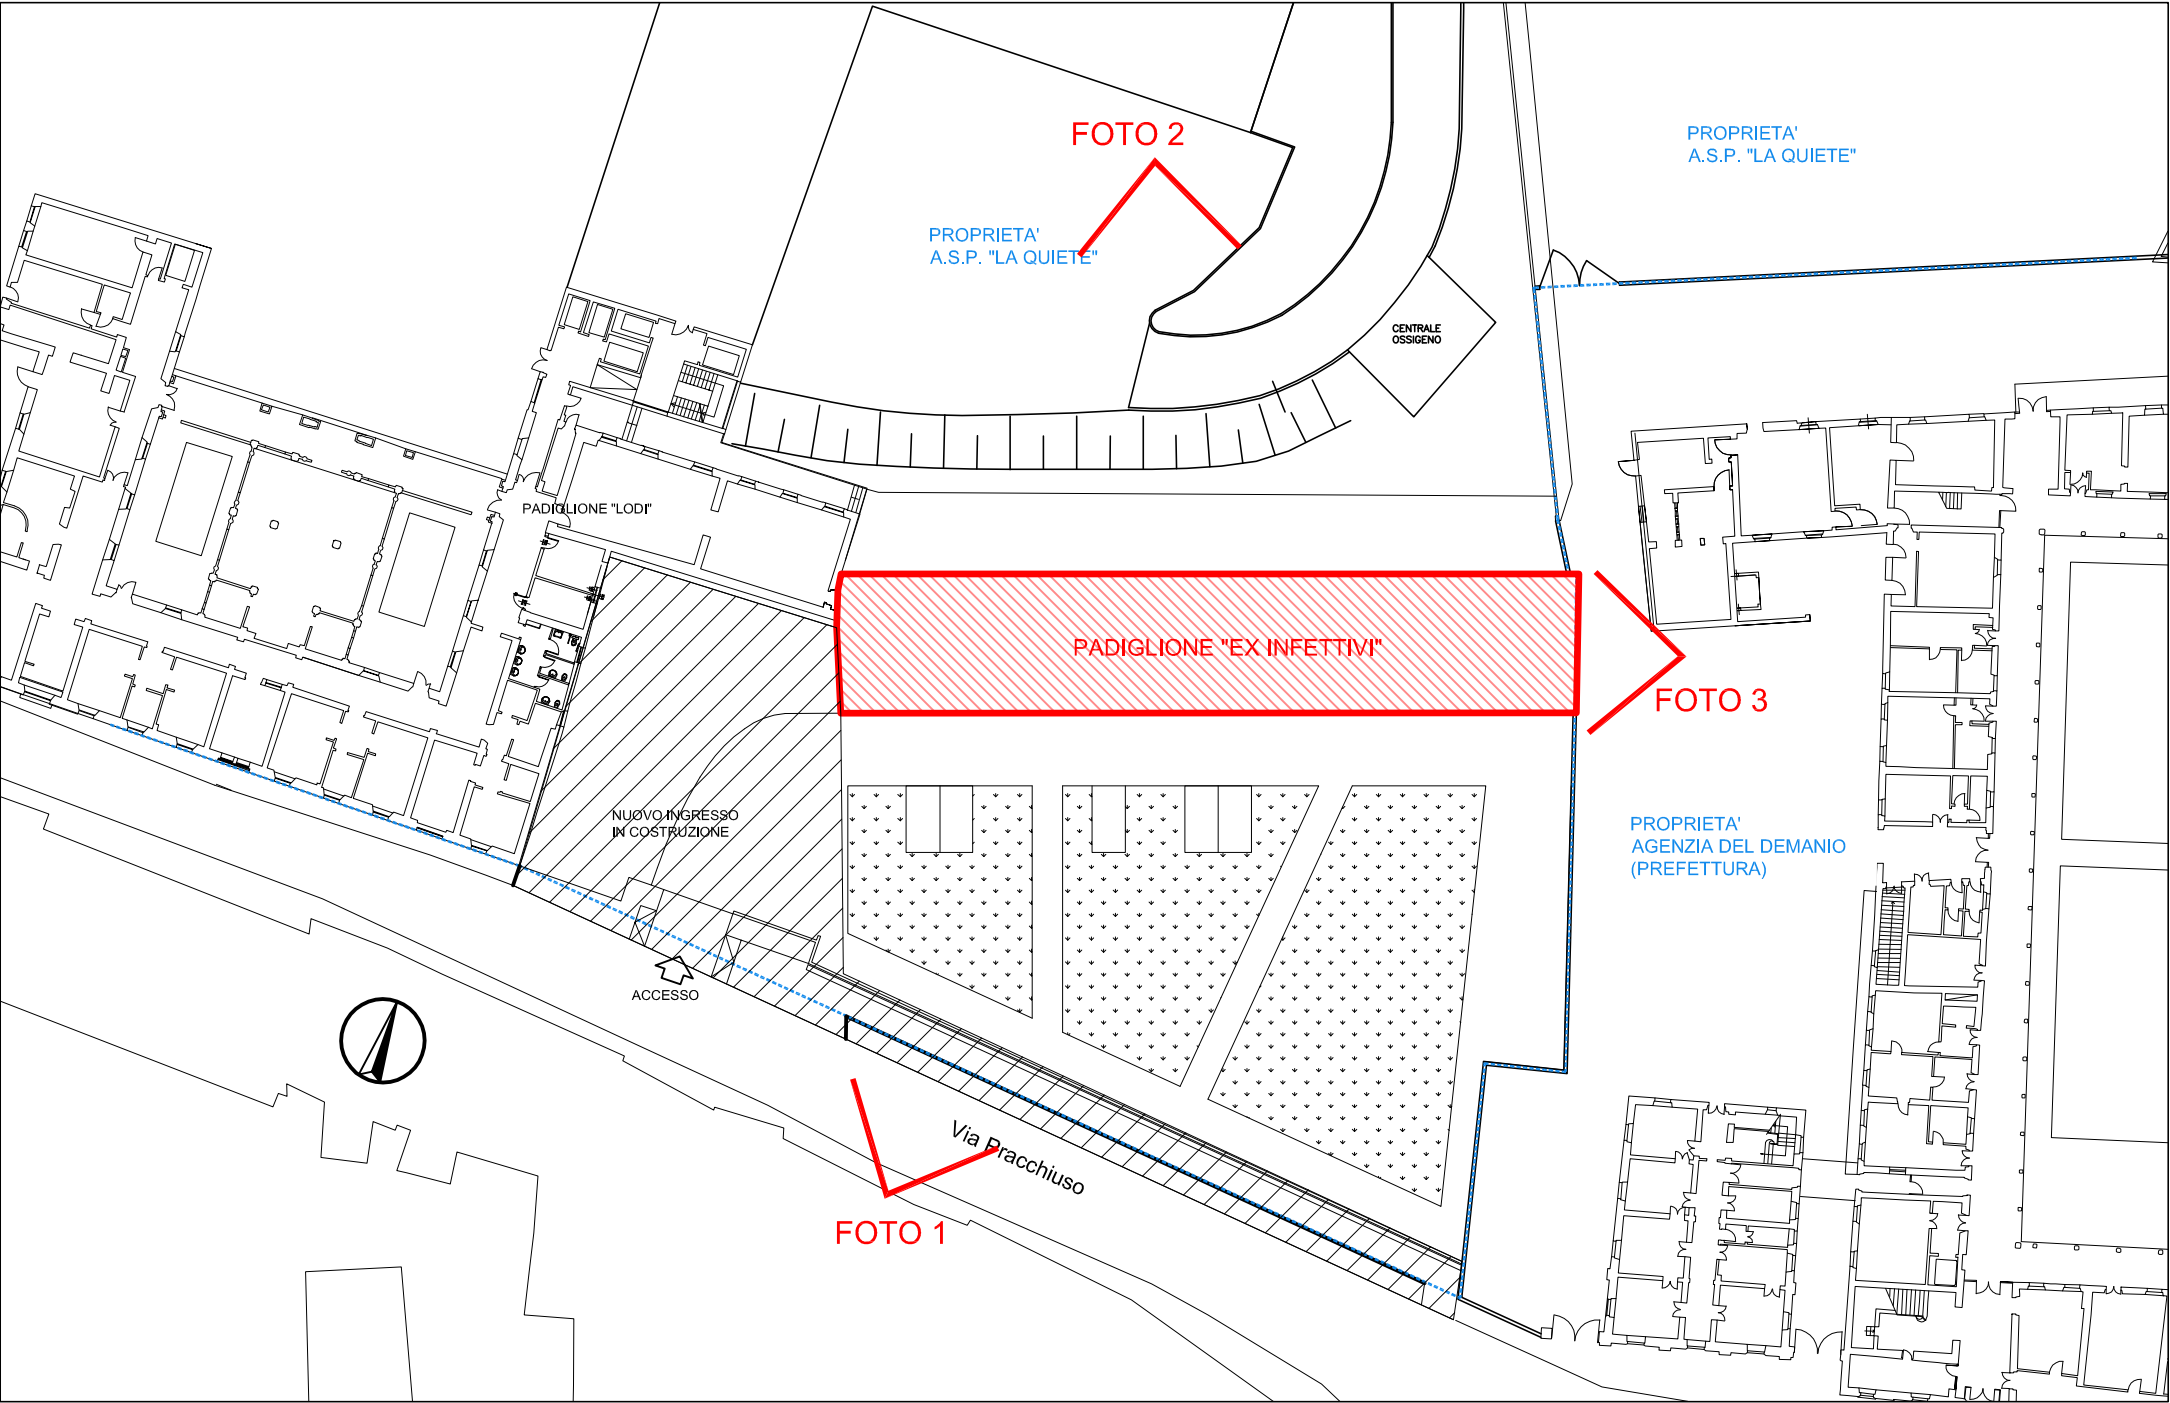 FOTO 2
PROPRIETA'
A.S.P. "LA QUIETE"
PROPRIETA'
A.S.P. "LA QUIETE"
CENTRALE
OSSIGENO
PADIGLIONE "LODI"
PADIGLIONE "EX INFETTIVI"
FOTO 3
NUOVO INGRESSO
IN COSTRUZIONE
PROPRIETA'
AGENZIA DEL DEMANIO
(PREFETTURA)
ACCESSO
Via Pracchiuso
FOTO 1